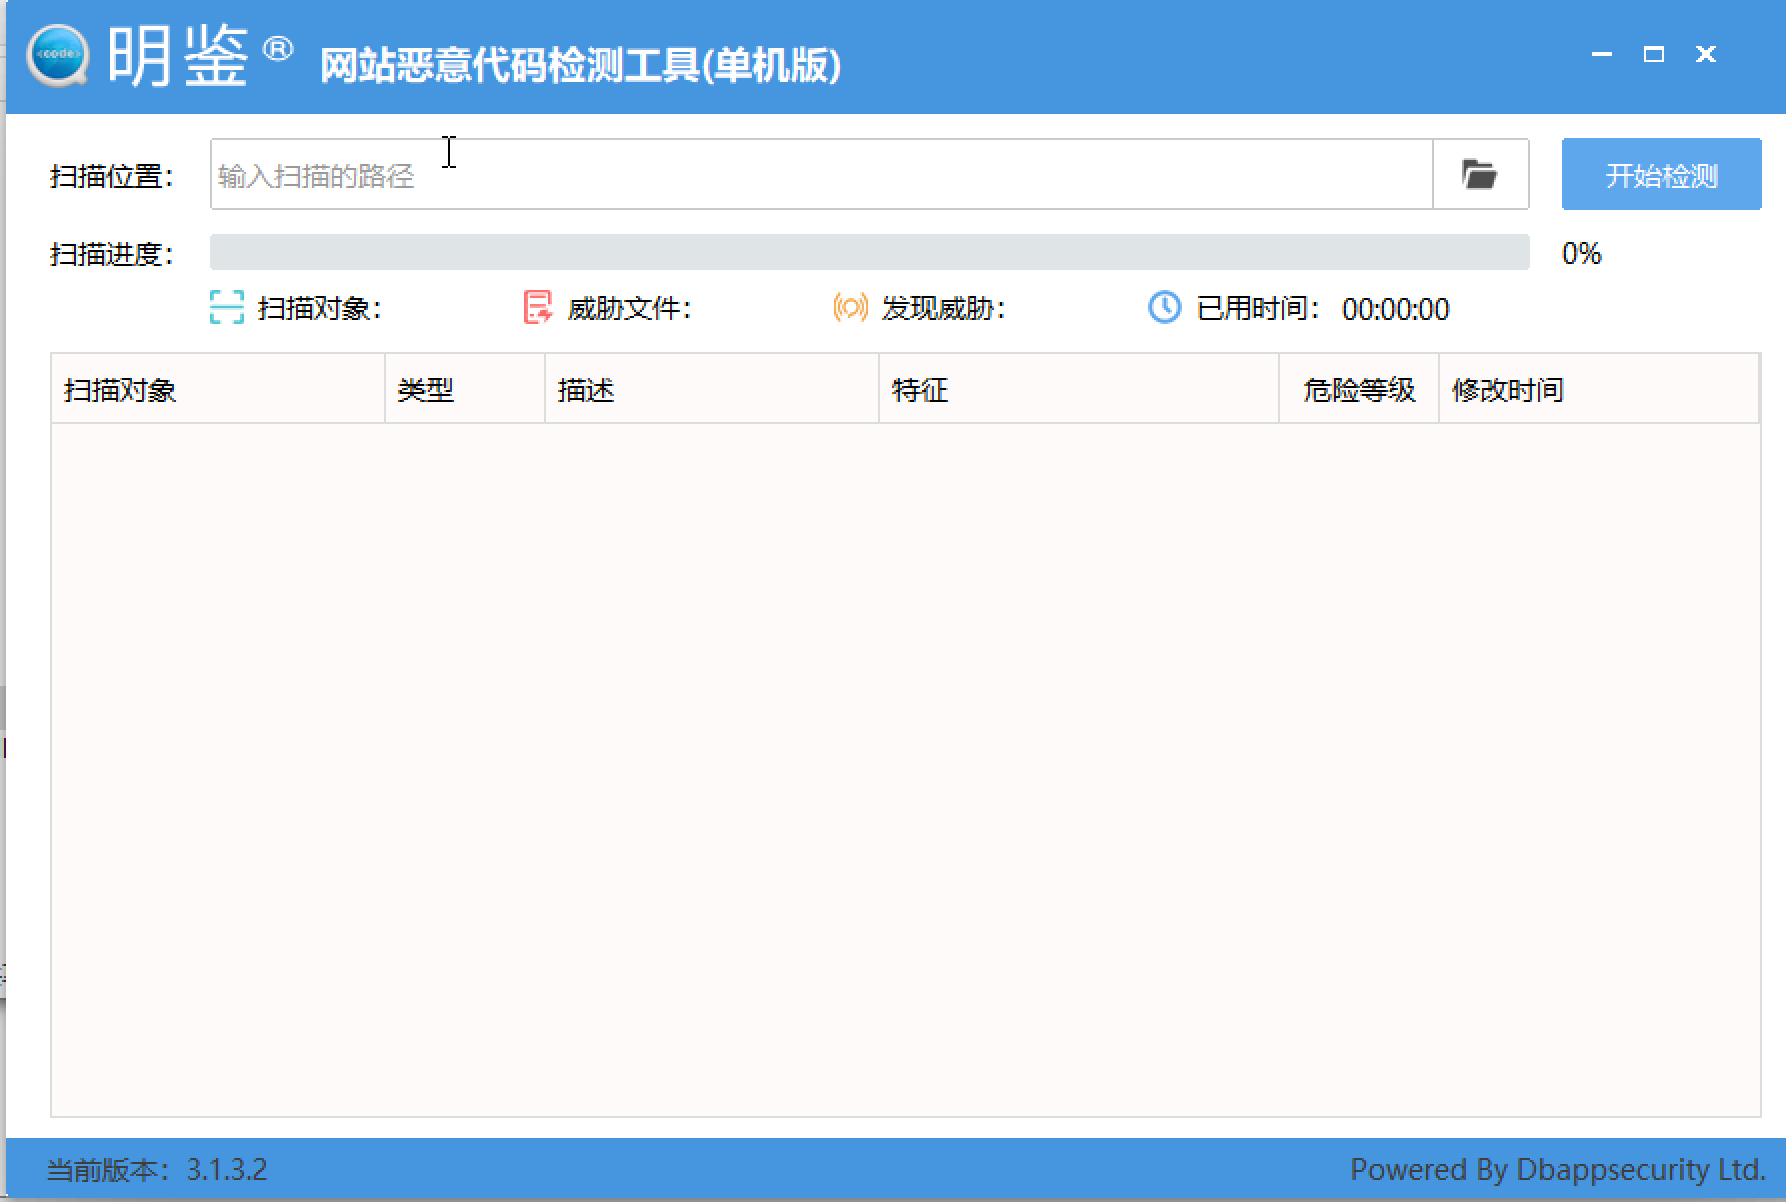 <code>
明鉴® 网站恶意代码检测工具(单机版)
扫描位置： 输入扫描的路径 开始检测
扫描进度： 0%
扫描对象： 威胁文件： 发现威胁： 已用时间： 00:00:00
扫描对象 类型 描述 特征 危险等级 修改时间
当前版本：3.1.3.2 Powered By Dbappsecurity Ltd.